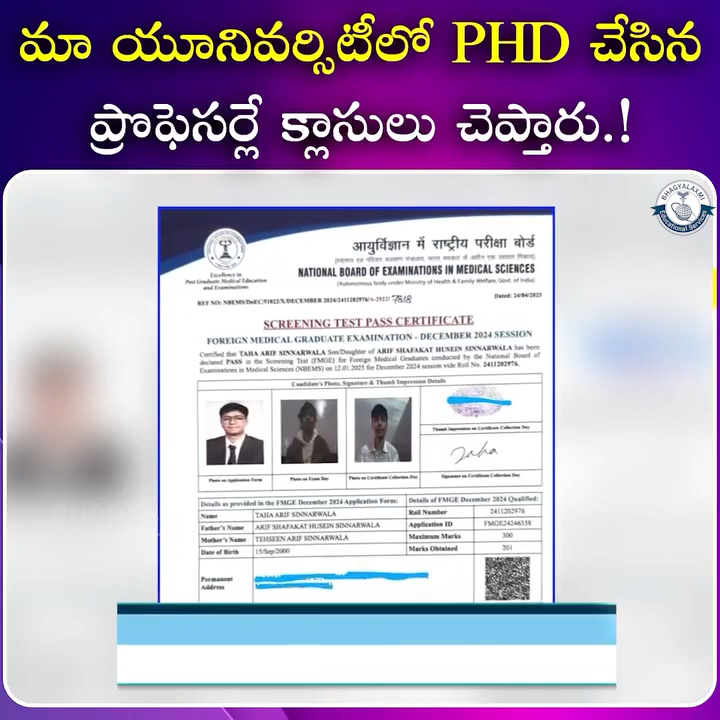 మా యూనివర్సిటీలో PHD చేసిన
ప్రొఫెసర్లే క్లాసులు చెప్తారు.!
BHAGYALAXMI
Educational Services
आयुर्विज्ञान में राष्ट्रीय परीक्षा बोर्ड
NATIONAL BOARD OF EXAMINATIONS IN MEDICAL SCIENCES
(Autonomous body under Ministry of Health & Family Welfare, Govt. of India)
Excellence in
Post Graduate Medical Education
and Examinations
Dated: 24/04/2025
SCREENING TEST PASS CERTIFICATE
FOREIGN MEDICAL GRADUATE EXAMINATION - DECEMBER 2024 SESSION
Certified that TAHA ARIF SINNARWALA Son/Daughter of ARIF SHAFAKAT HUSEIN SINNARWALA has been
declared PASS in the Screening Test (FMGE) for Foreign Medical Graduates conducted by the National Board of
Examinations in Medical Sciences (NBEMS) on 12.01.2025 for December 2024 session vide Roll No. 2411202976.
Candidate's Photo, Signature & Thumb Impression Details
Thumb Impression on Certificate Collection Day
Taha
Photo on Application Form
Photo on Exam Day
Photo on Certificate Collection Day
Signature on Certificate Collection Day
Details as provided in the FMGE December 2024 Application Form:
Details of FMGE December 2024 Qualified:
Name TAHA ARIF SINNARWALA Roll Number 2411202976
Father's Name ARIF SHAFAKAT HUSEIN SINNARWALA Application ID FMGE24246358
Mother's Name TEHSEEN ARIF SINNARWALA Maximum Marks 300
Date of Birth 15/Sep/2000 Marks Obtained 201
Permanent
Address